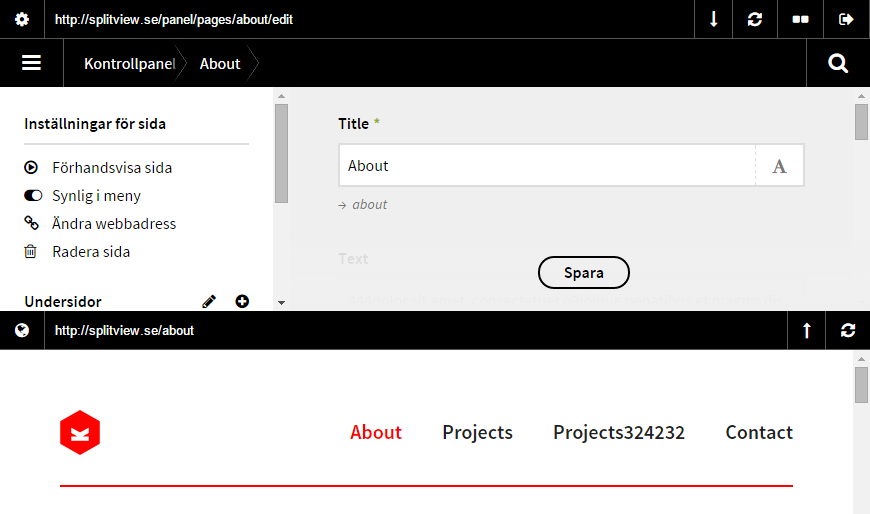 http://splitview.se/panel/pages/about/edit
Kontrollpanel About
Inställningar för sida
Förhandsvisa sida
Synlig i meny
Ändra webbadress
Radera sida
Undersidor
Title *
About
A
→ about
Text
Spara
http://splitview.se/about
About Projects Projects324232 Contact